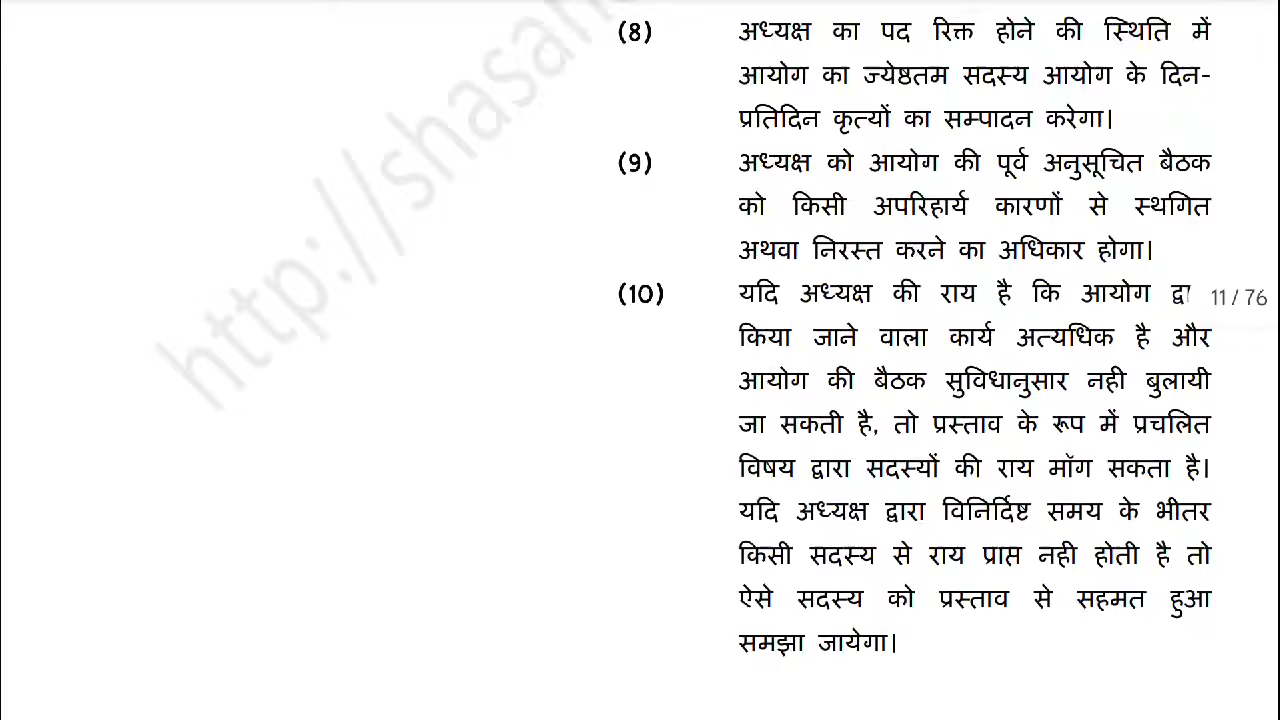 (8) अध्यक्ष का पद रिक्त होने की स्थिति में
आयोग का ज्येष्ठतम सदस्य आयोग के दिन-
प्रतिदिन कृत्यों का सम्पादन करेगा।
(9) अध्यक्ष को आयोग की पूर्व अनुसूचित बैठक
को किसी अपरिहार्य कारणों से स्थगित
अथवा निरस्त करने का अधिकार होगा।
(10) यदि अध्यक्ष की राय है कि आयोग द्वा 11 / 76
किया जाने वाला कार्य अत्यधिक है और
आयोग की बैठक सुविधानुसार नही बुलायी
जा सकती है, तो प्रस्ताव के रूप में प्रचलित
विषय द्वारा सदस्यों की राय मॉग सकता है।
यदि अध्यक्ष द्वारा विनिर्दिष्ट समय के भीतर
किसी सदस्य से राय प्राप्त नही होती है तो
ऐसे सदस्य को प्रस्ताव से सहमत हुआ
समझा जायेगा।
http://shasan